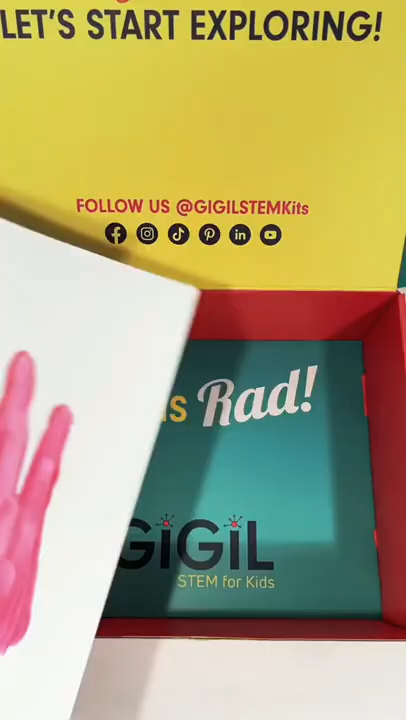 LET'S START EXPLORING!
FOLLOW US @GIGILSTEMKits
Rad!
GiGiL
STEM for Kids